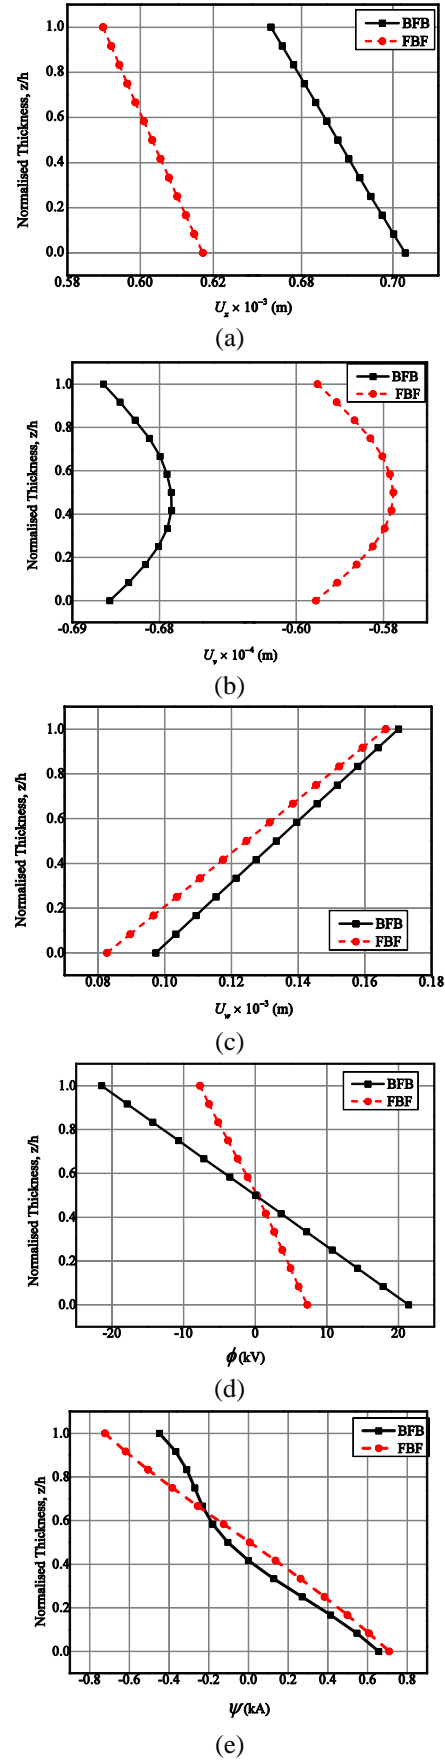 BFB
FBF
1.0
0.8
0.6
0.4
0.2
0.0
Normalised Thickness, z/h
0.58 0.60 0.62 0.68 0.70
U_x × 10⁻³ (m)
(a)
BFB
FBF
1.0
0.8
0.6
0.4
0.2
0.0
Normalised Thickness, z/h
-0.69 -0.68 -0.60 -0.58
U_v × 10⁻⁴ (m)
(b)
1.0
0.8
0.6
0.4
0.2
0.0
Normalised Thickness, z/h
BFB
FBF
0.08 0.10 0.12 0.14 0.16 0.18
U_w × 10⁻³ (m)
(c)
BFB
FBF
1.0
0.8
0.6
0.4
0.2
0.0
Normalised Thickness, z/h
-20 -10 0 10 20
ϕ (kV)
(d)
BFB
FBF
1.0
0.8
0.6
0.4
0.2
0.0
Normalised Thickness, z/h
-0.8 -0.6 -0.4 -0.2 0.0 0.2 0.4 0.6 0.8
ψ (kA)
(e)